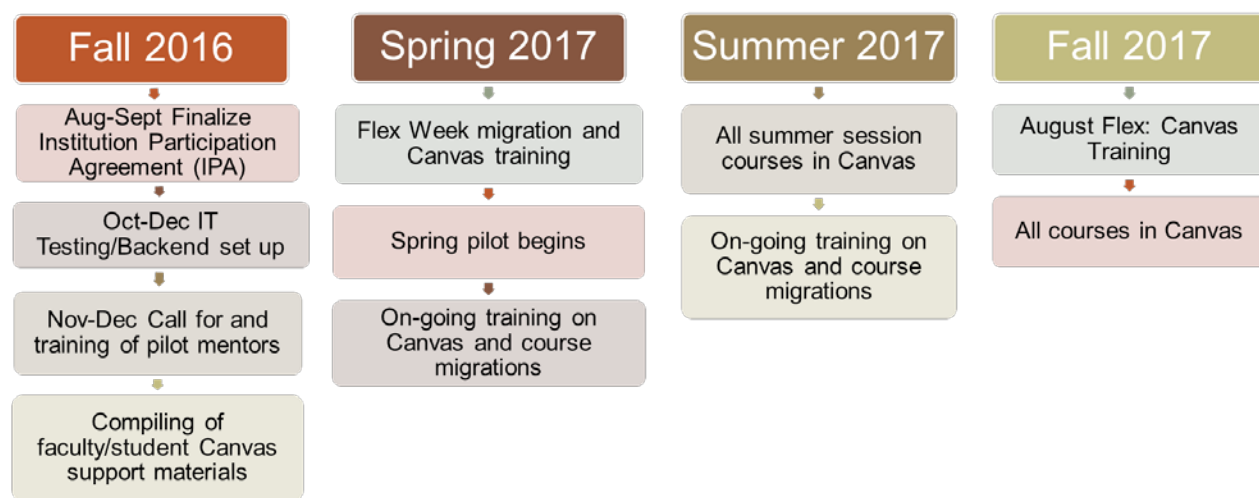 Fall 2016
Aug-Sept Finalize
Institution Participation
Agreement (IPA)
Oct-Dec IT
Testing/Backend set up
Nov-Dec Call for and
training of pilot mentors
Compiling of
faculty/student Canvas
support materials
Spring 2017
Flex Week migration and
Canvas training
Spring pilot begins
On-going training on
Canvas and course
migrations
Summer 2017
All summer session
courses in Canvas
On-going training on
Canvas and course
migrations
Fall 2017
August Flex: Canvas
Training
All courses in Canvas